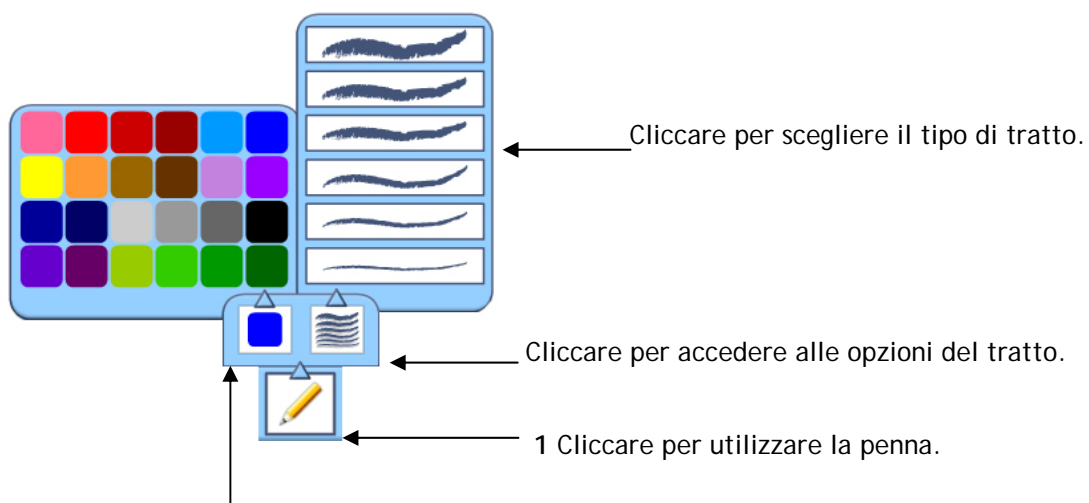 Cliccare per scegliere il tipo di tratto.
Cliccare per accedere alle opzioni del tratto.
1 Cliccare per utilizzare la penna.